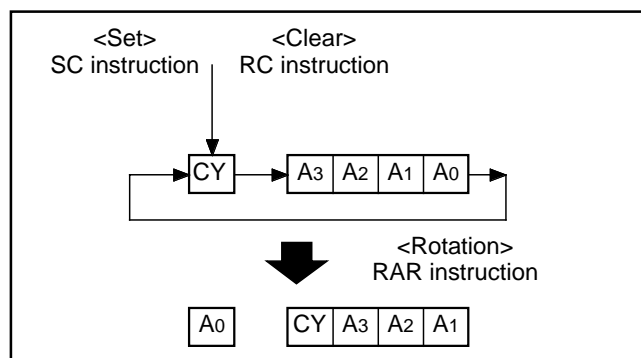 <Set> <Clear>
SC instruction RC instruction
CY A3 A2 A1 A0
<Rotation>
RAR instruction
A0 CY A3 A2 A1